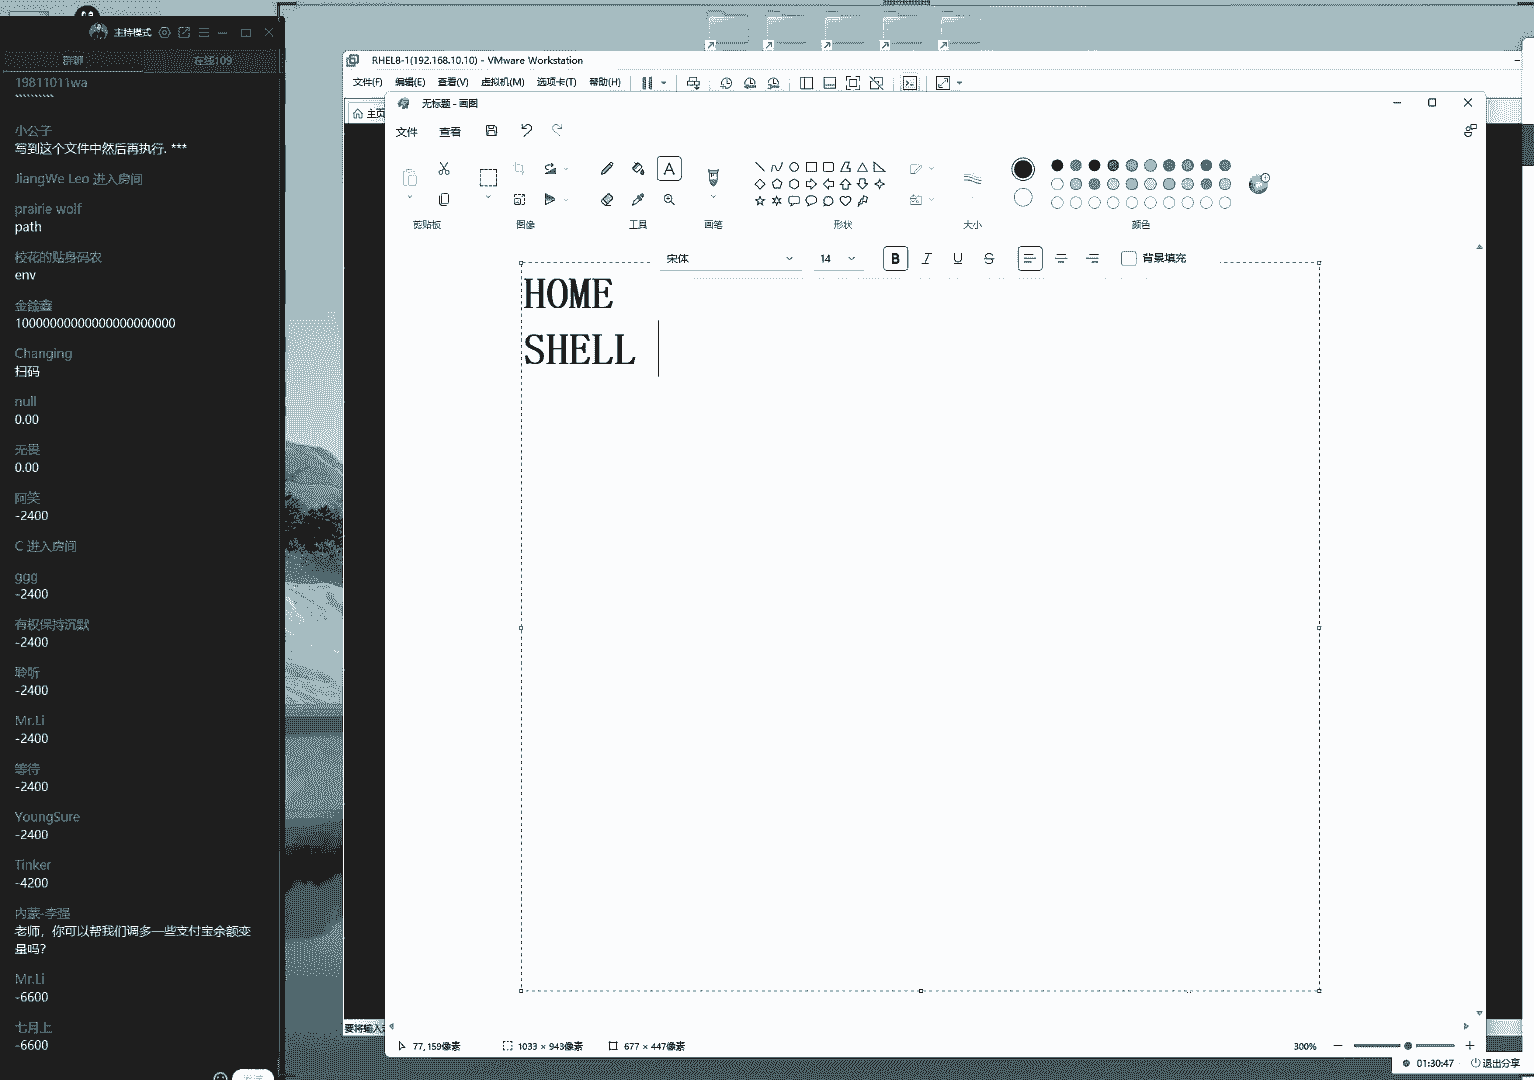 主持模式
群聊
在线109
19811011wa
、、、、、、、、、、
小公子
写到这个文件中然后再执行. ***
JiangWe Leo 进入房间
prairie wolf
path
校花的贴身码农
env
10000000000000000000000
Changing
扫码
null
0.00
无畏
0.00
阿笑
-2400
C 进入房间
ggg
-2400
有权保持沉默
-2400
聆听
-2400
Mr.Li
-2400
等待
-2400
YoungSure
-2400
Tinker
-4200
内蒙-李强
老师，你可以帮我们调多一些支付宝余额变
量吗？
Mr.Li
-6600
七月上
-6600
RHEL8-1(192.168.10.10) - VMware Workstation
文件(F) 编辑(E) 查看(V) 虚拟机(M) 选项卡(T) 帮助(H)
主页
无标题 - 画图
文件 查看
剪贴板 图像 工具 画笔 形状 大小 颜色
宋体 14 B I U S 背景填充
HOME
SHELL
要将输入
77, 159像素 1033 × 943像素 677 × 447像素 300%
01:30:47 退出分享